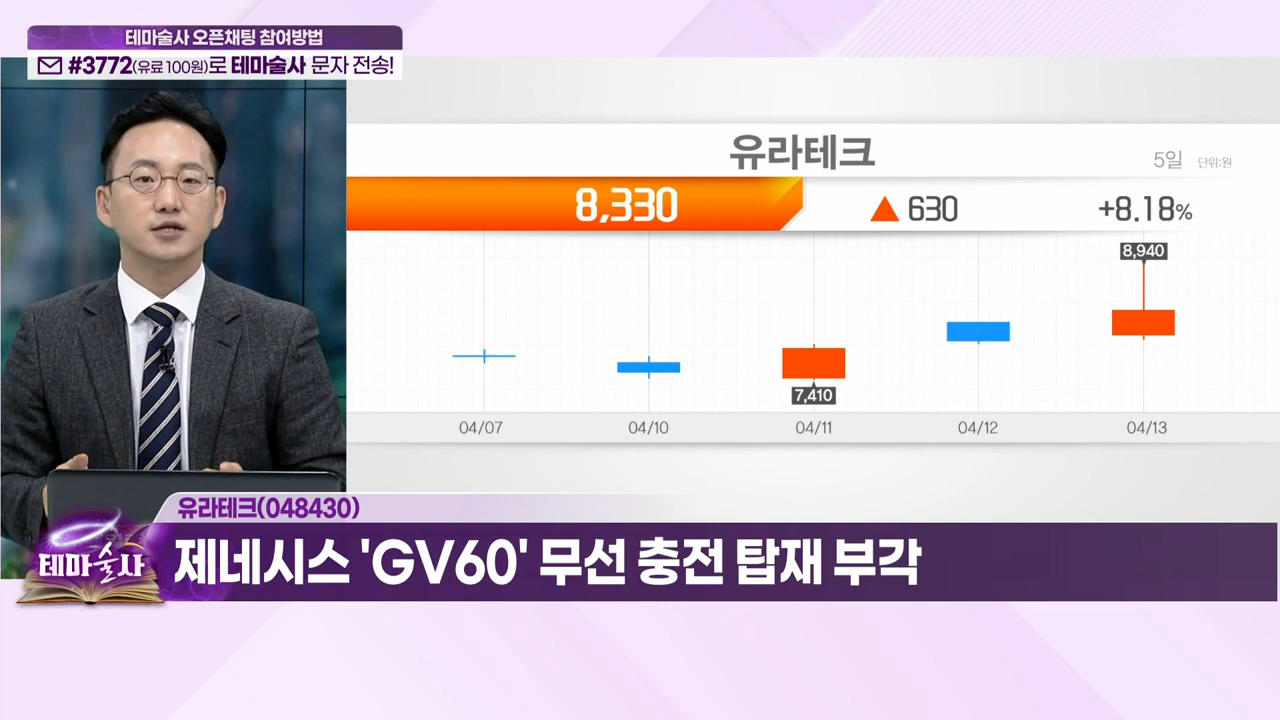 테마술사 오픈채팅 참여방법
#3772(유료 100원)로 테마술사 문자 전송!
유라테크
5일 단위:원
8,330 ▲ 630 +8.18%
8,940
7,410
04/07 04/10 04/11 04/12 04/13
유라테크(048430)
테마술사
제네시스 'GV60' 무선 충전 탑재 부각